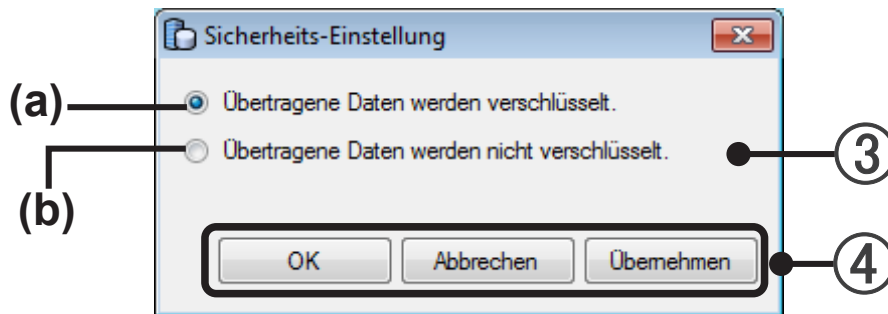 Sicherheits-Einstellung
(a)
Übertragene Daten werden verschlüsselt.
(b)
Übertragene Daten werden nicht verschlüsselt.
③
OK Abbrechen Übernehmen
④